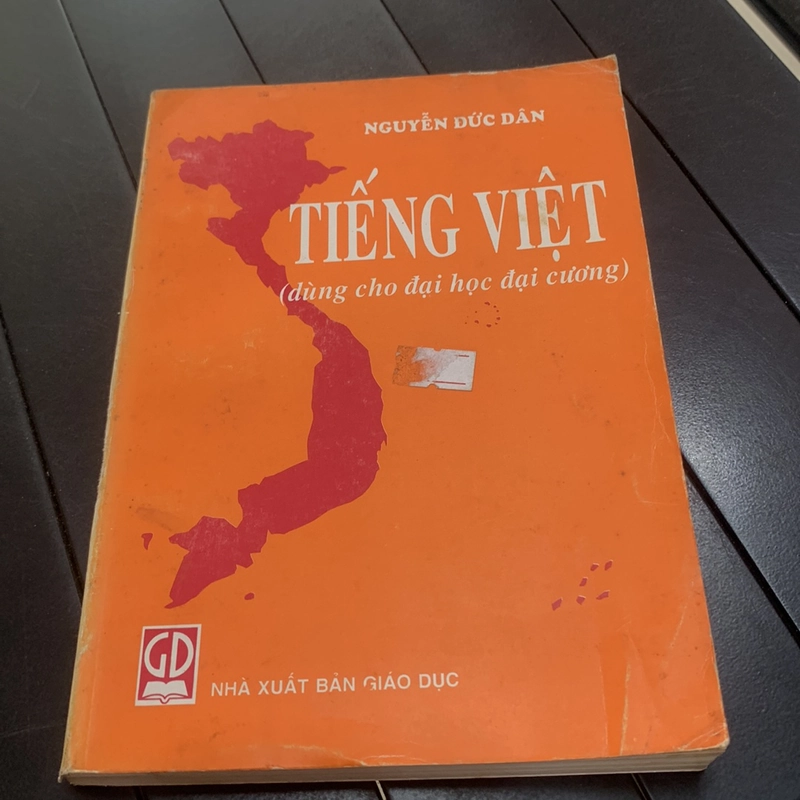 NGUYỄN ĐỨC DÂN
TIẾNG VIỆT
(dùng cho đại học đại cương)
GD
NHÀ XUẤT BẢN GIÁO DỤC